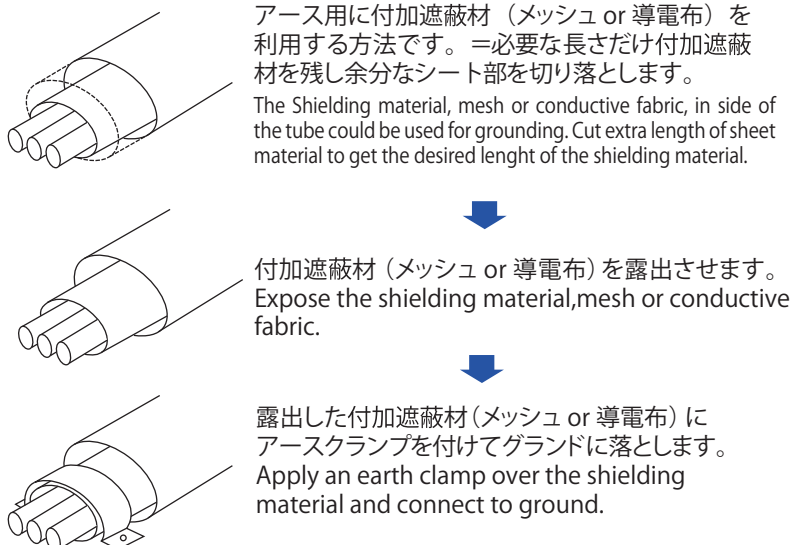 アース用に付加遮蔽材（メッシュ or 導電布）を
利用する方法です。＝必要な長さだけ付加遮蔽
材を残し余分なシート部を切り落とします。
The Shielding material, mesh or conductive fabric, in side of
the tube could be used for grounding. Cut extra length of sheet
material to get the desired lenght of the shielding material.
付加遮蔽材（メッシュ or 導電布）を露出させます。
Expose the shielding material,mesh or conductive
fabric.
露出した付加遮蔽材（メッシュ or 導電布）に
アースクランプを付けてグランドに落とします。
Apply an earth clamp over the shielding
material and connect to ground.